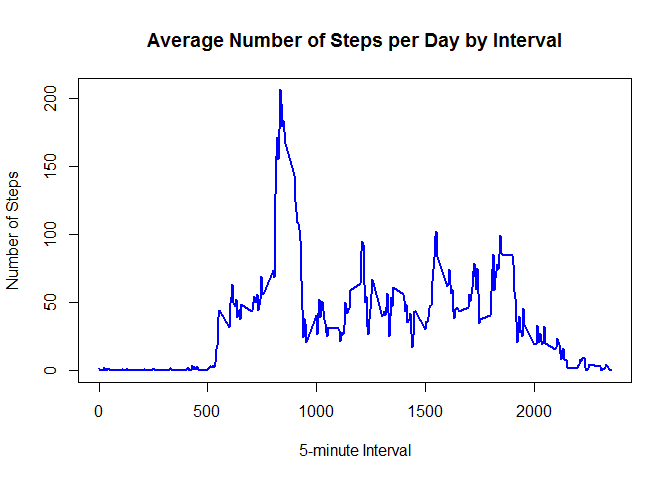 Average Number of Steps per Day by Interval
Number of Steps
200
150
100
50
0
0 500 1000 1500 2000
5-minute Interval